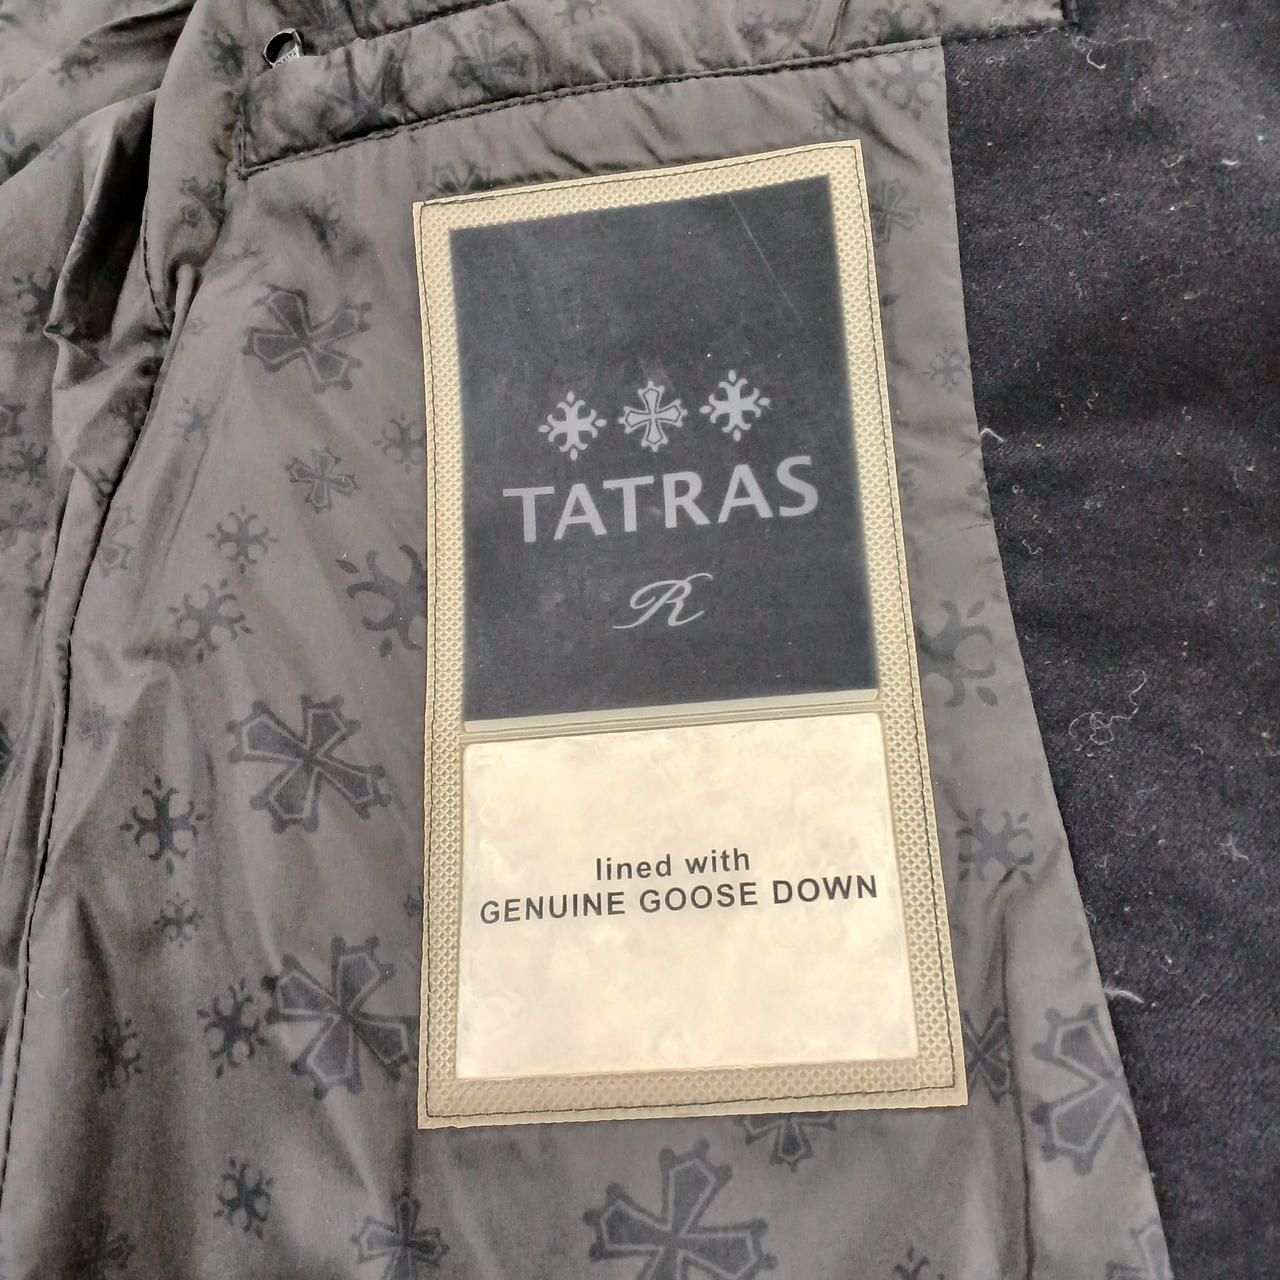 TATRAS
R
lined with
GENUINE GOOSE DOWN